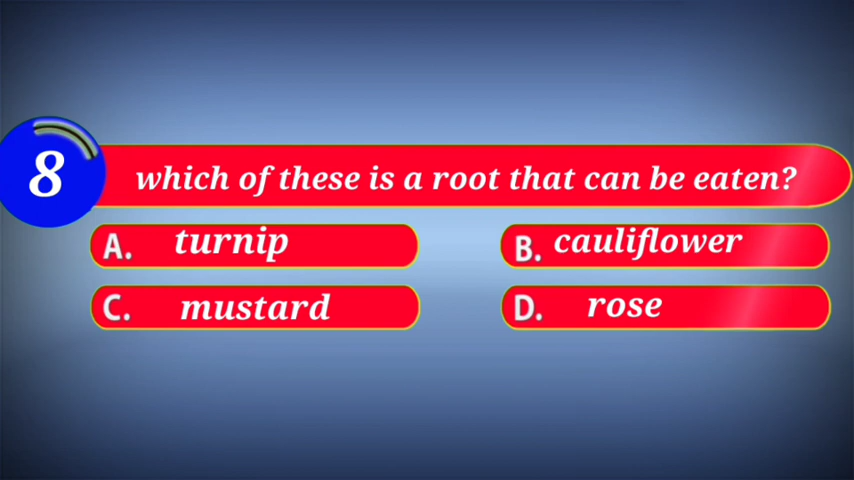 8
which of these is a root that can be eaten?
A. turnip
B. cauliflower
C. mustard
D. rose